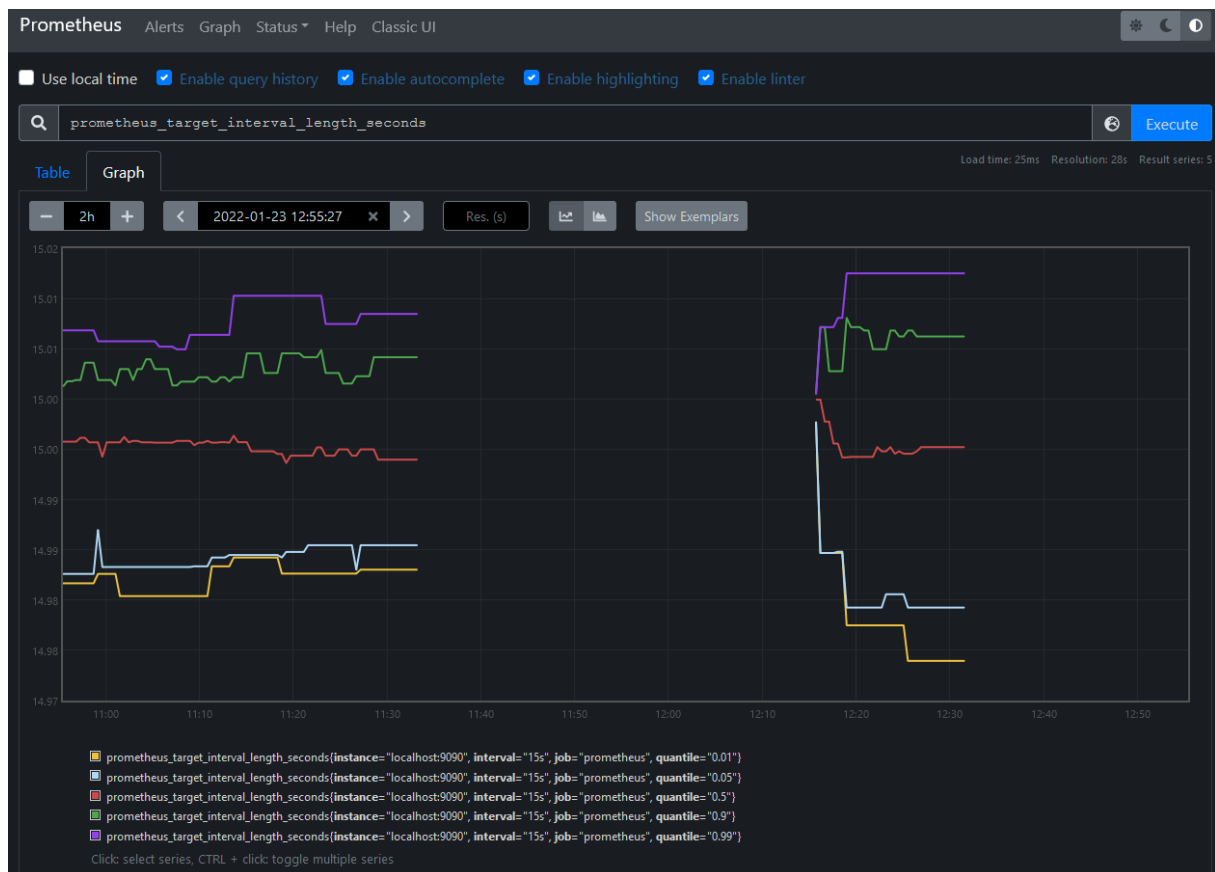 Prometheus Alerts Graph Status Help Classic UI
Use local time Enable query history Enable autocomplete Enable highlighting Enable linter
prometheus_target_interval_length_seconds Execute
Load time: 25ms Resolution: 28s Result series: 5
Table Graph
2h 2022-01-23 12:55:27 Res. (s) Show Exemplars
15.02
15.01
15.01
15.00
15.00
14.99
14.99
14.98
14.98
14.97
11:00 11:10 11:20 11:30 11:40 11:50 12:00 12:10 12:20 12:30 12:40 12:50
prometheus_target_interval_length_seconds{instance="localhost:9090", interval="15s", job="prometheus", quantile="0.01"}
prometheus_target_interval_length_seconds{instance="localhost:9090", interval="15s", job="prometheus", quantile="0.05"}
prometheus_target_interval_length_seconds{instance="localhost:9090", interval="15s", job="prometheus", quantile="0.5"}
prometheus_target_interval_length_seconds{instance="localhost:9090", interval="15s", job="prometheus", quantile="0.9"}
prometheus_target_interval_length_seconds{instance="localhost:9090", interval="15s", job="prometheus", quantile="0.99"}
Click: select series, CTRL + click: toggle multiple series